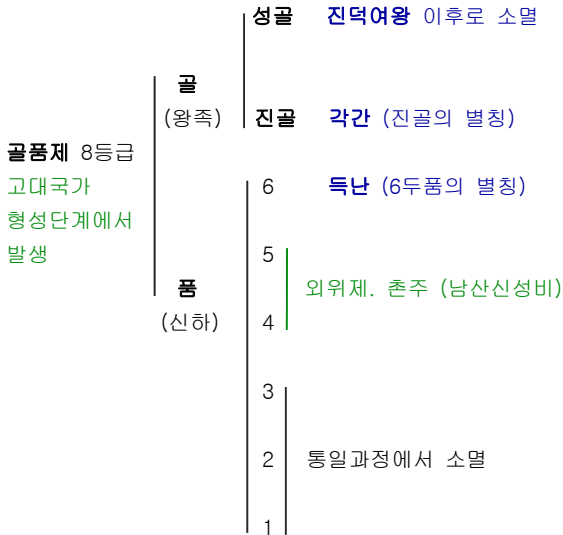 성골 진덕여왕 이후로 소멸
골
(왕족)
진골 각간 (진골의 별칭)
골품제 8등급
고대국가
형성단계에서
발생
6 득난 (6두품의 별칭)
5
품
(신하)
외위제. 촌주 (남산신성비)
4
3
2 통일과정에서 소멸
1